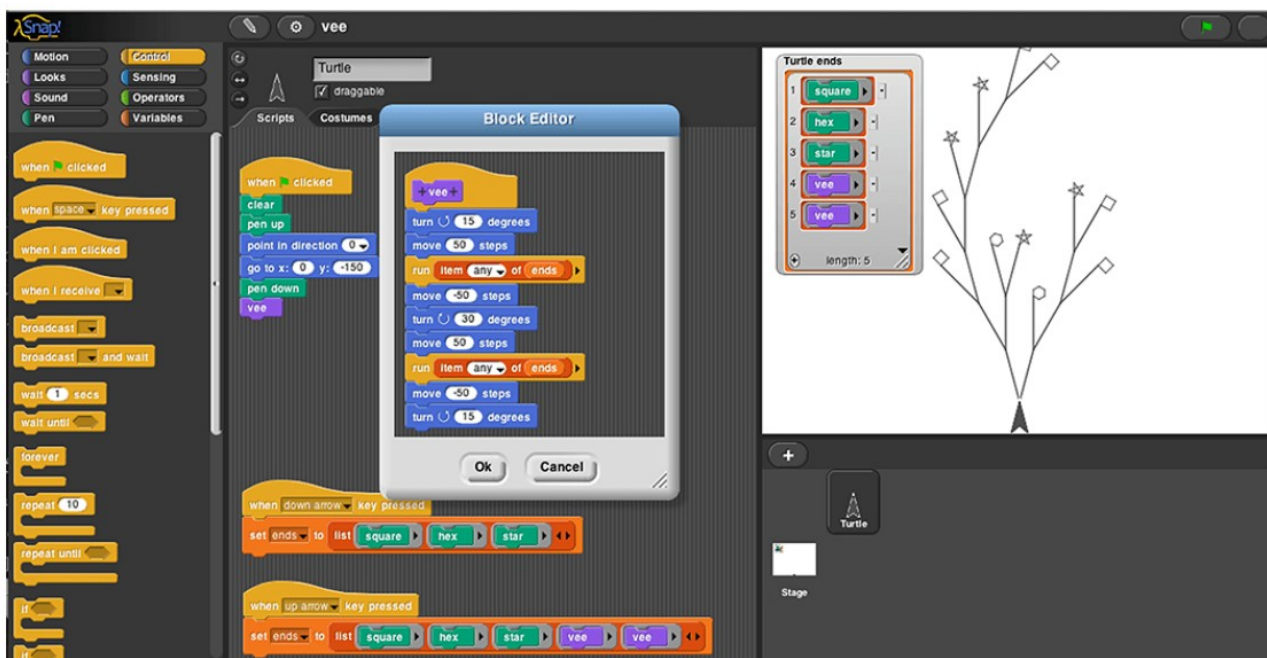 λSnap!
vee
Motion Control
Looks Sensing
Sound Operators
Pen Variables
when clicked
when space key pressed
when I am clicked
when I receive
broadcast
broadcast and wait
wait 1 secs
wait until
forever
repeat 10
repeat until
if
if
Turtle
draggable
Scripts Costumes
when clicked
clear
pen up
point in direction 0
go to x: 0 y: -150
pen down
vee
when down arrow key pressed
set ends to list square hex star
when up arrow key pressed
set ends to list square hex star vee vee
Block Editor
+vee+
turn 15 degrees
move 50 steps
run item any of ends
move -50 steps
turn 30 degrees
move 50 steps
run item any of ends
move -50 steps
turn 15 degrees
Ok Cancel
Turtle ends
1 square
2 hex
3 star
4 vee
5 vee
+ length: 5
+
Turtle
Stage